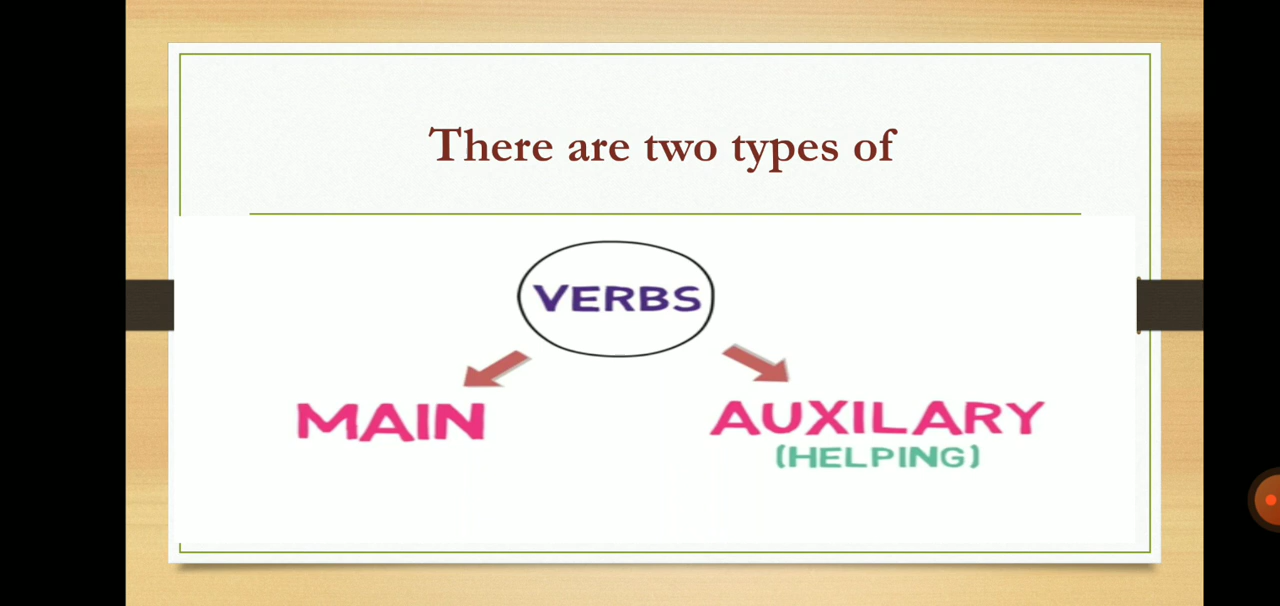 There are two types of
VERBS
MAIN
AUXILARY
(HELPING)